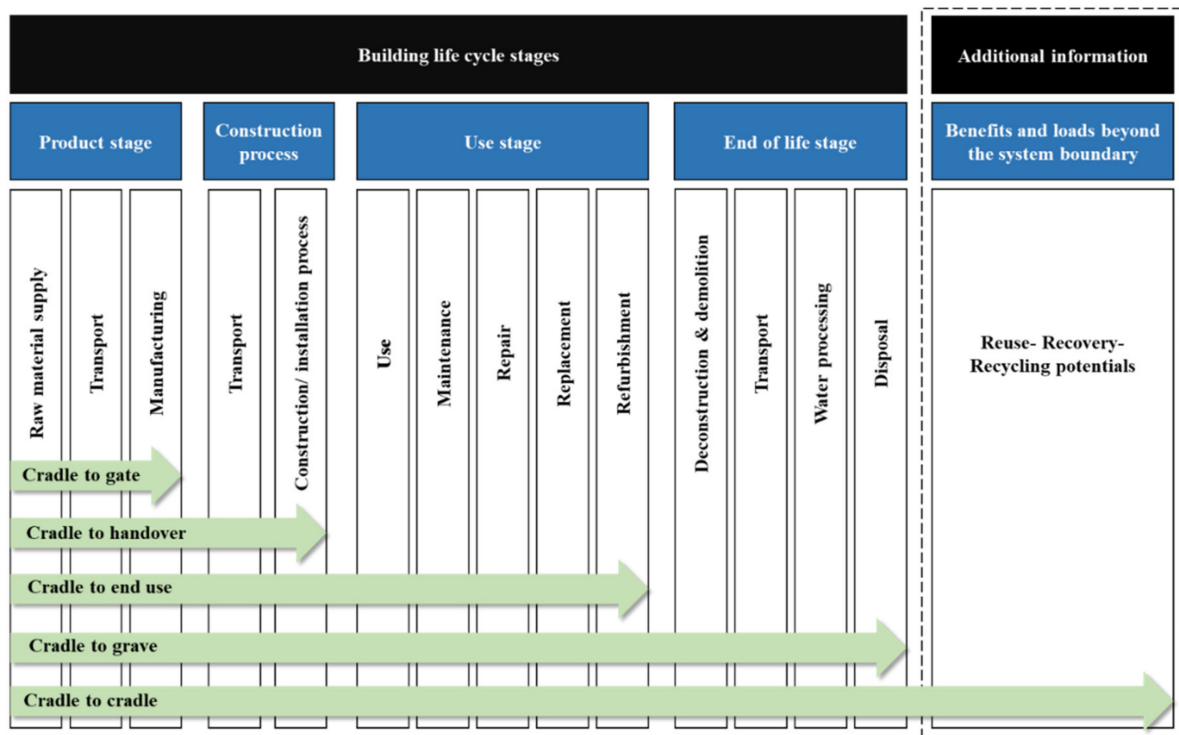 Building life cycle stages
Additional information
Product stage
Construction
process
Use stage
End of life stage
Benefits and loads beyond
the system boundary
Raw material supply
Transport
Manufacturing
Transport
Construction/ installation process
Use
Maintenance
Repair
Replacement
Refurbishment
Deconstruction & demolition
Transport
Water processing
Disposal
Reuse- Recovery-
Recycling potentials
Cradle to gate
Cradle to handover
Cradle to end use
Cradle to grave
Cradle to cradle